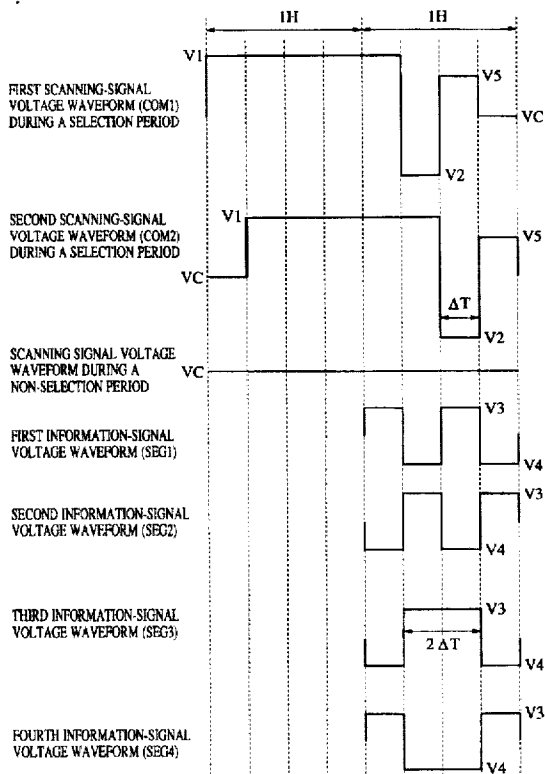 1H 1H
V1
V5
FIRST SCANNING-SIGNAL
VOLTAGE WAVEFORM (COM1)
DURING A SELECTION PERIOD
VC
V2
V1
SECOND SCANNING-SIGNAL
VOLTAGE WAVEFORM (COM2)
DURING A SELECTION PERIOD
V5
VC
ΔT
V2
SCANNING SIGNAL VOLTAGE
WAVEFORM DURING A
NON-SELECTION PERIOD
VC
V3
FIRST INFORMATION-SIGNAL
VOLTAGE WAVEFORM (SEG1)
V4
V3
SECOND INFORMATION-SIGNAL
VOLTAGE WAVEFORM (SEG2)
V4
V3
THIRD INFORMATION-SIGNAL
VOLTAGE WAVEFORM (SEG3)
2ΔT
V4
V3
FOURTH INFORMATION-SIGNAL
VOLTAGE WAVEFORM (SEG4)
V4